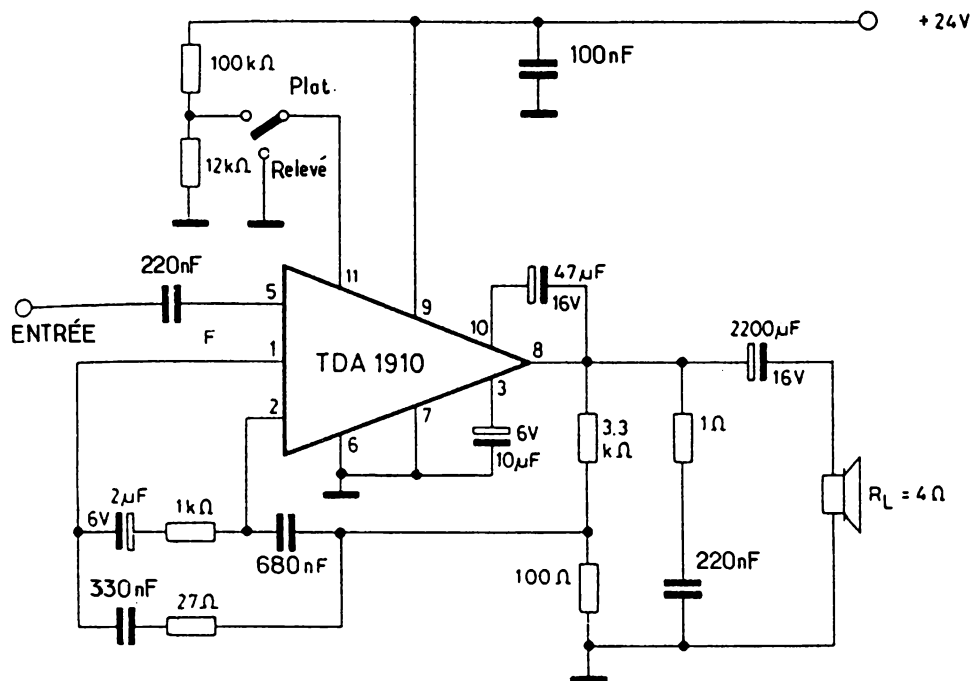 +24V
100kΩ
100nF
Plat.
12kΩ
Relevé
220nF
11
47µF
5
9
16V
ENTRÉE
F
10
2200µF
1
TDA 1910
8
16V
2
3
7
6V
3.3
kΩ
1Ω
6
10µF
RL = 4Ω
2µF
6V
1kΩ
680nF
220nF
100Ω
330nF
27Ω